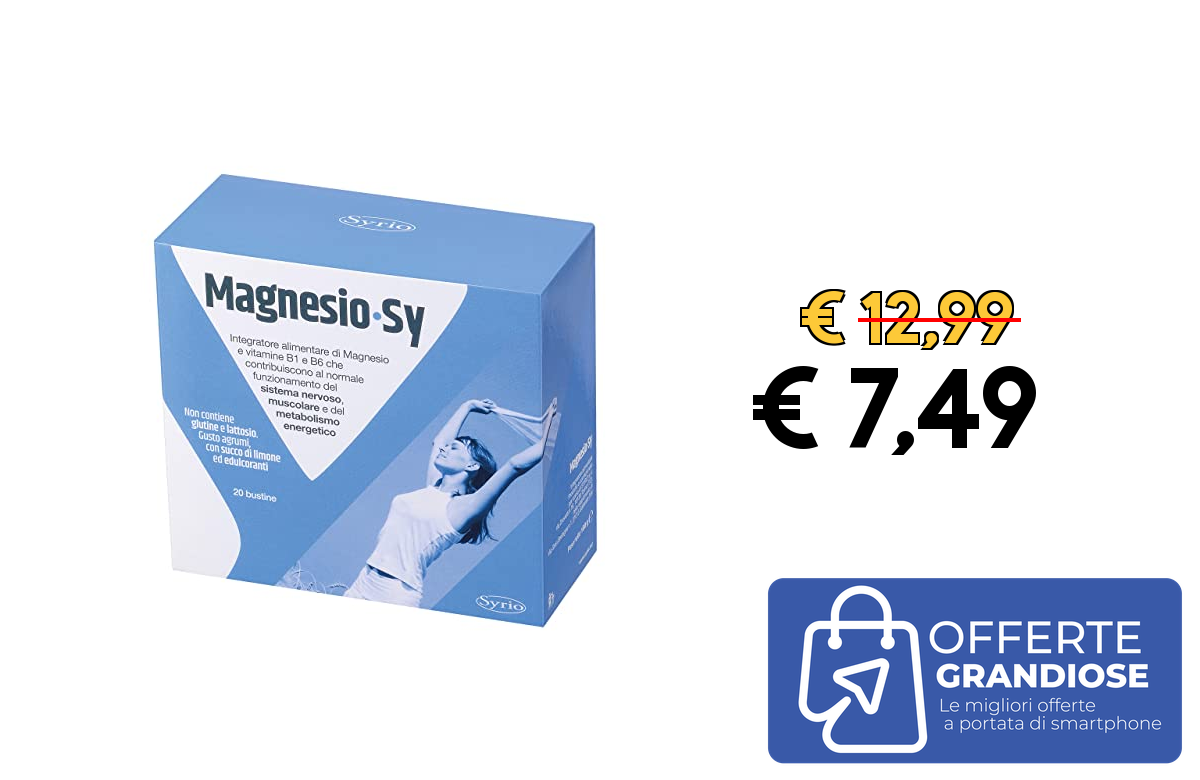 Syrio
Magnesio•Sy
Integratore alimentare di Magnesio
e vitamine B1 e B6 che
contribuiscono al normale
funzionamento del
sistema nervoso,
muscolare e del
metabolismo
energetico
Non contiene
glutine e lattosio.
Gusto agrumi,
con succo di limone
ed edulcoranti
20 bustine
Syrio
Magnesio•Sy
€ 12,99
€ 7,49
OFFERTE
GRANDIOSE
Le migliori offerte
a portata di smartphone